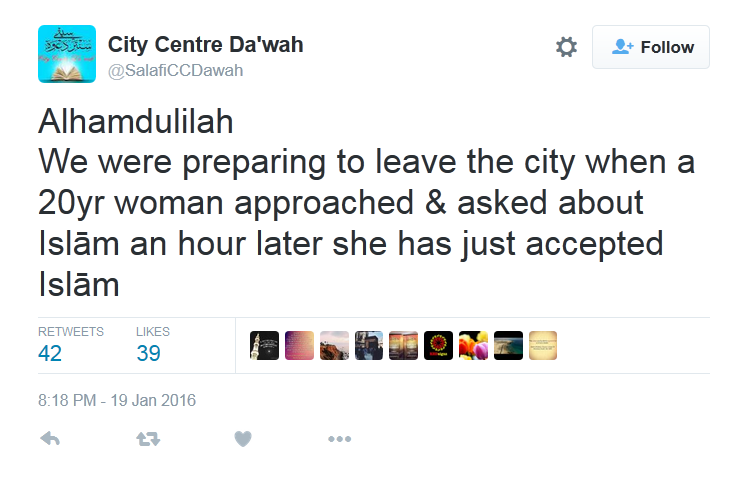 City Centre Da'wah
@SalafiCCDawah
Follow
Alhamdulilah
We were preparing to leave the city when a
20yr woman approached & asked about
Islām an hour later she has just accepted
Islām
RETWEETS LIKES
42 39
8:18 PM - 19 Jan 2016